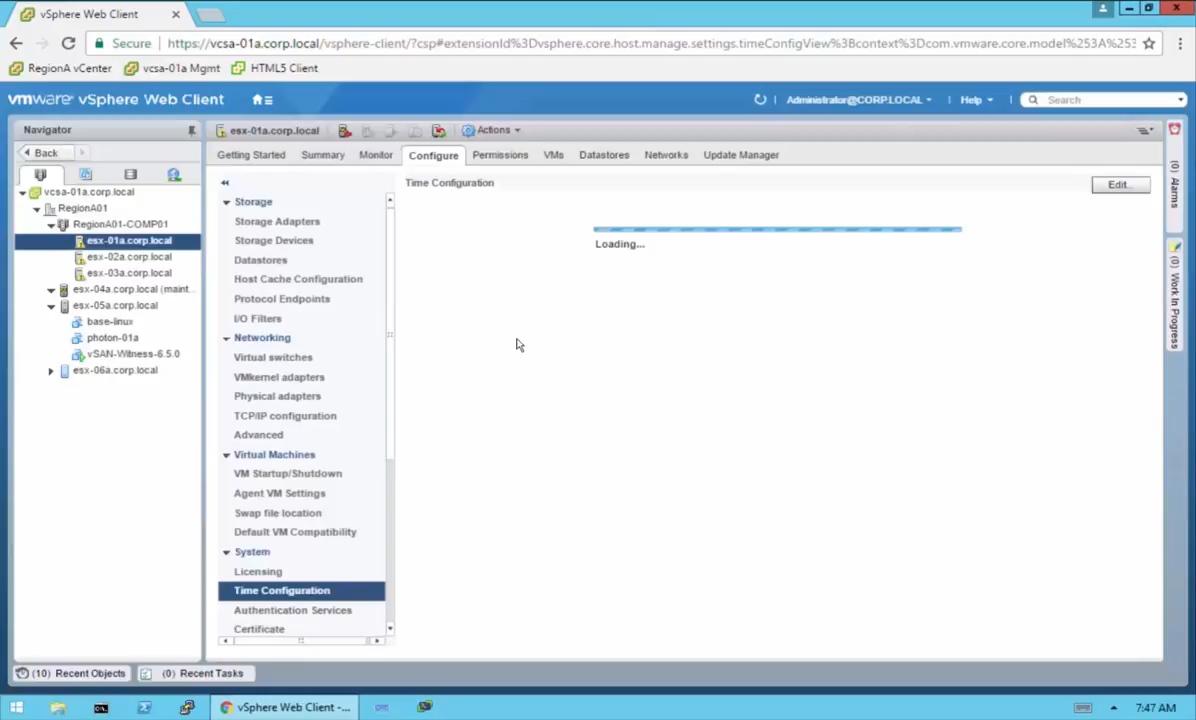 vSphere Web Client
Secure https://vcsa-01a.corp.local/vsphere-client/?csp#extensionId%3Dvsphere.core.host.manage.settings.timeConfigView%3Bcontext%3Dcom.vmware.core.model%253A%253
RegionA vCenter vcsa-01a Mgmt HTML5 Client
vmware® vSphere Web Client
Administrator@CORP.LOCAL Help Search
Navigator
esx-01a.corp.local Actions
Back
Getting Started Summary Monitor Configure Permissions VMs Datastores Networks Update Manager
vcsa-01a.corp.local
RegionA01
RegionA01-COMP01
esx-01a.corp.local
esx-02a.corp.local
esx-03a.corp.local
esx-04a.corp.local (maint...
esx-05a.corp.local
base-linux
photon-01a
vSAN-Witness-6.5.0
esx-06a.corp.local
Storage
Storage Adapters
Storage Devices
Datastores
Host Cache Configuration
Protocol Endpoints
I/O Filters
Networking
Virtual switches
VMkernel adapters
Physical adapters
TCP/IP configuration
Advanced
Virtual Machines
VM Startup/Shutdown
Agent VM Settings
Swap file location
Default VM Compatibility
System
Licensing
Time Configuration
Authentication Services
Certificate
Time Configuration
Edit...
Loading...
(0) Alarms
(0) Work In Progress
(10) Recent Objects (0) Recent Tasks
vSphere Web Client -...
7:47 AM